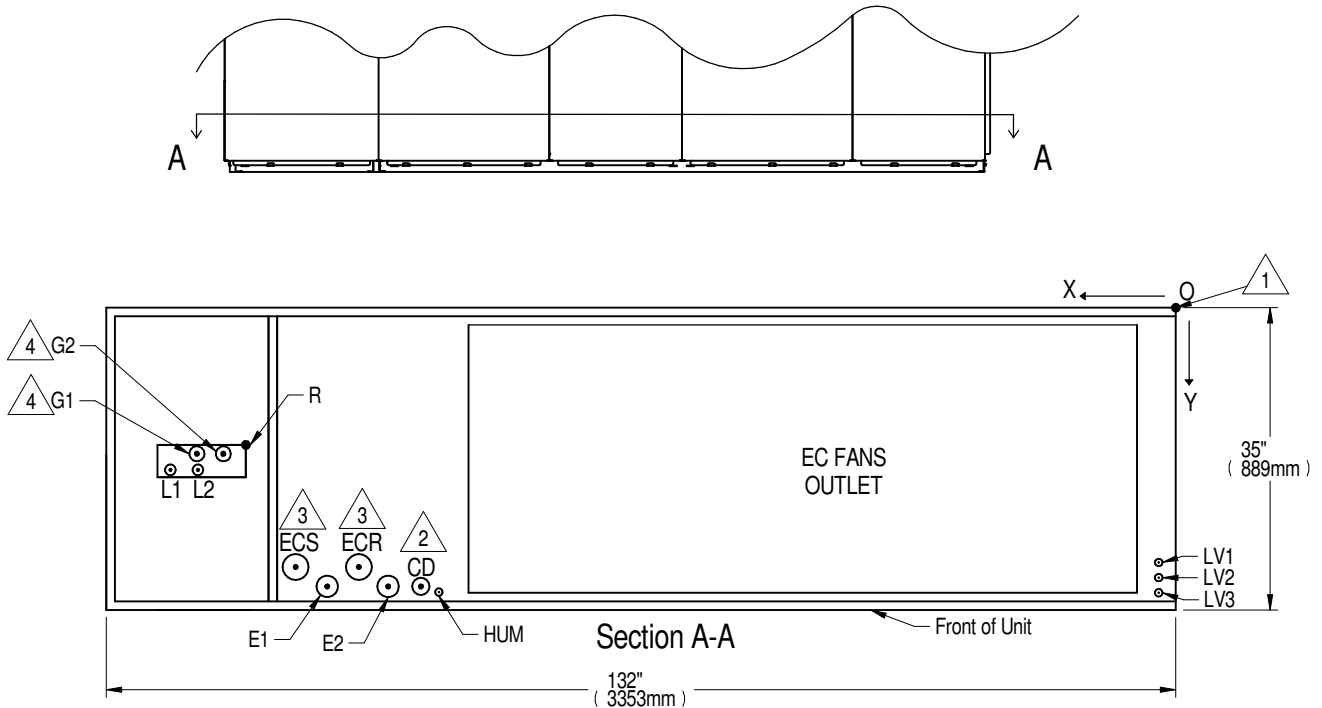 A
A
X
O
1
Y
4 G2
4 G1
R
L1 L2
EC FANS
OUTLET
35"
( 889mm )
3
ECS
3
ECR
2
CD
LV1
LV2
LV3
E1
E2
HUM
Section A-A
Front of Unit
132"
( 3353mm )